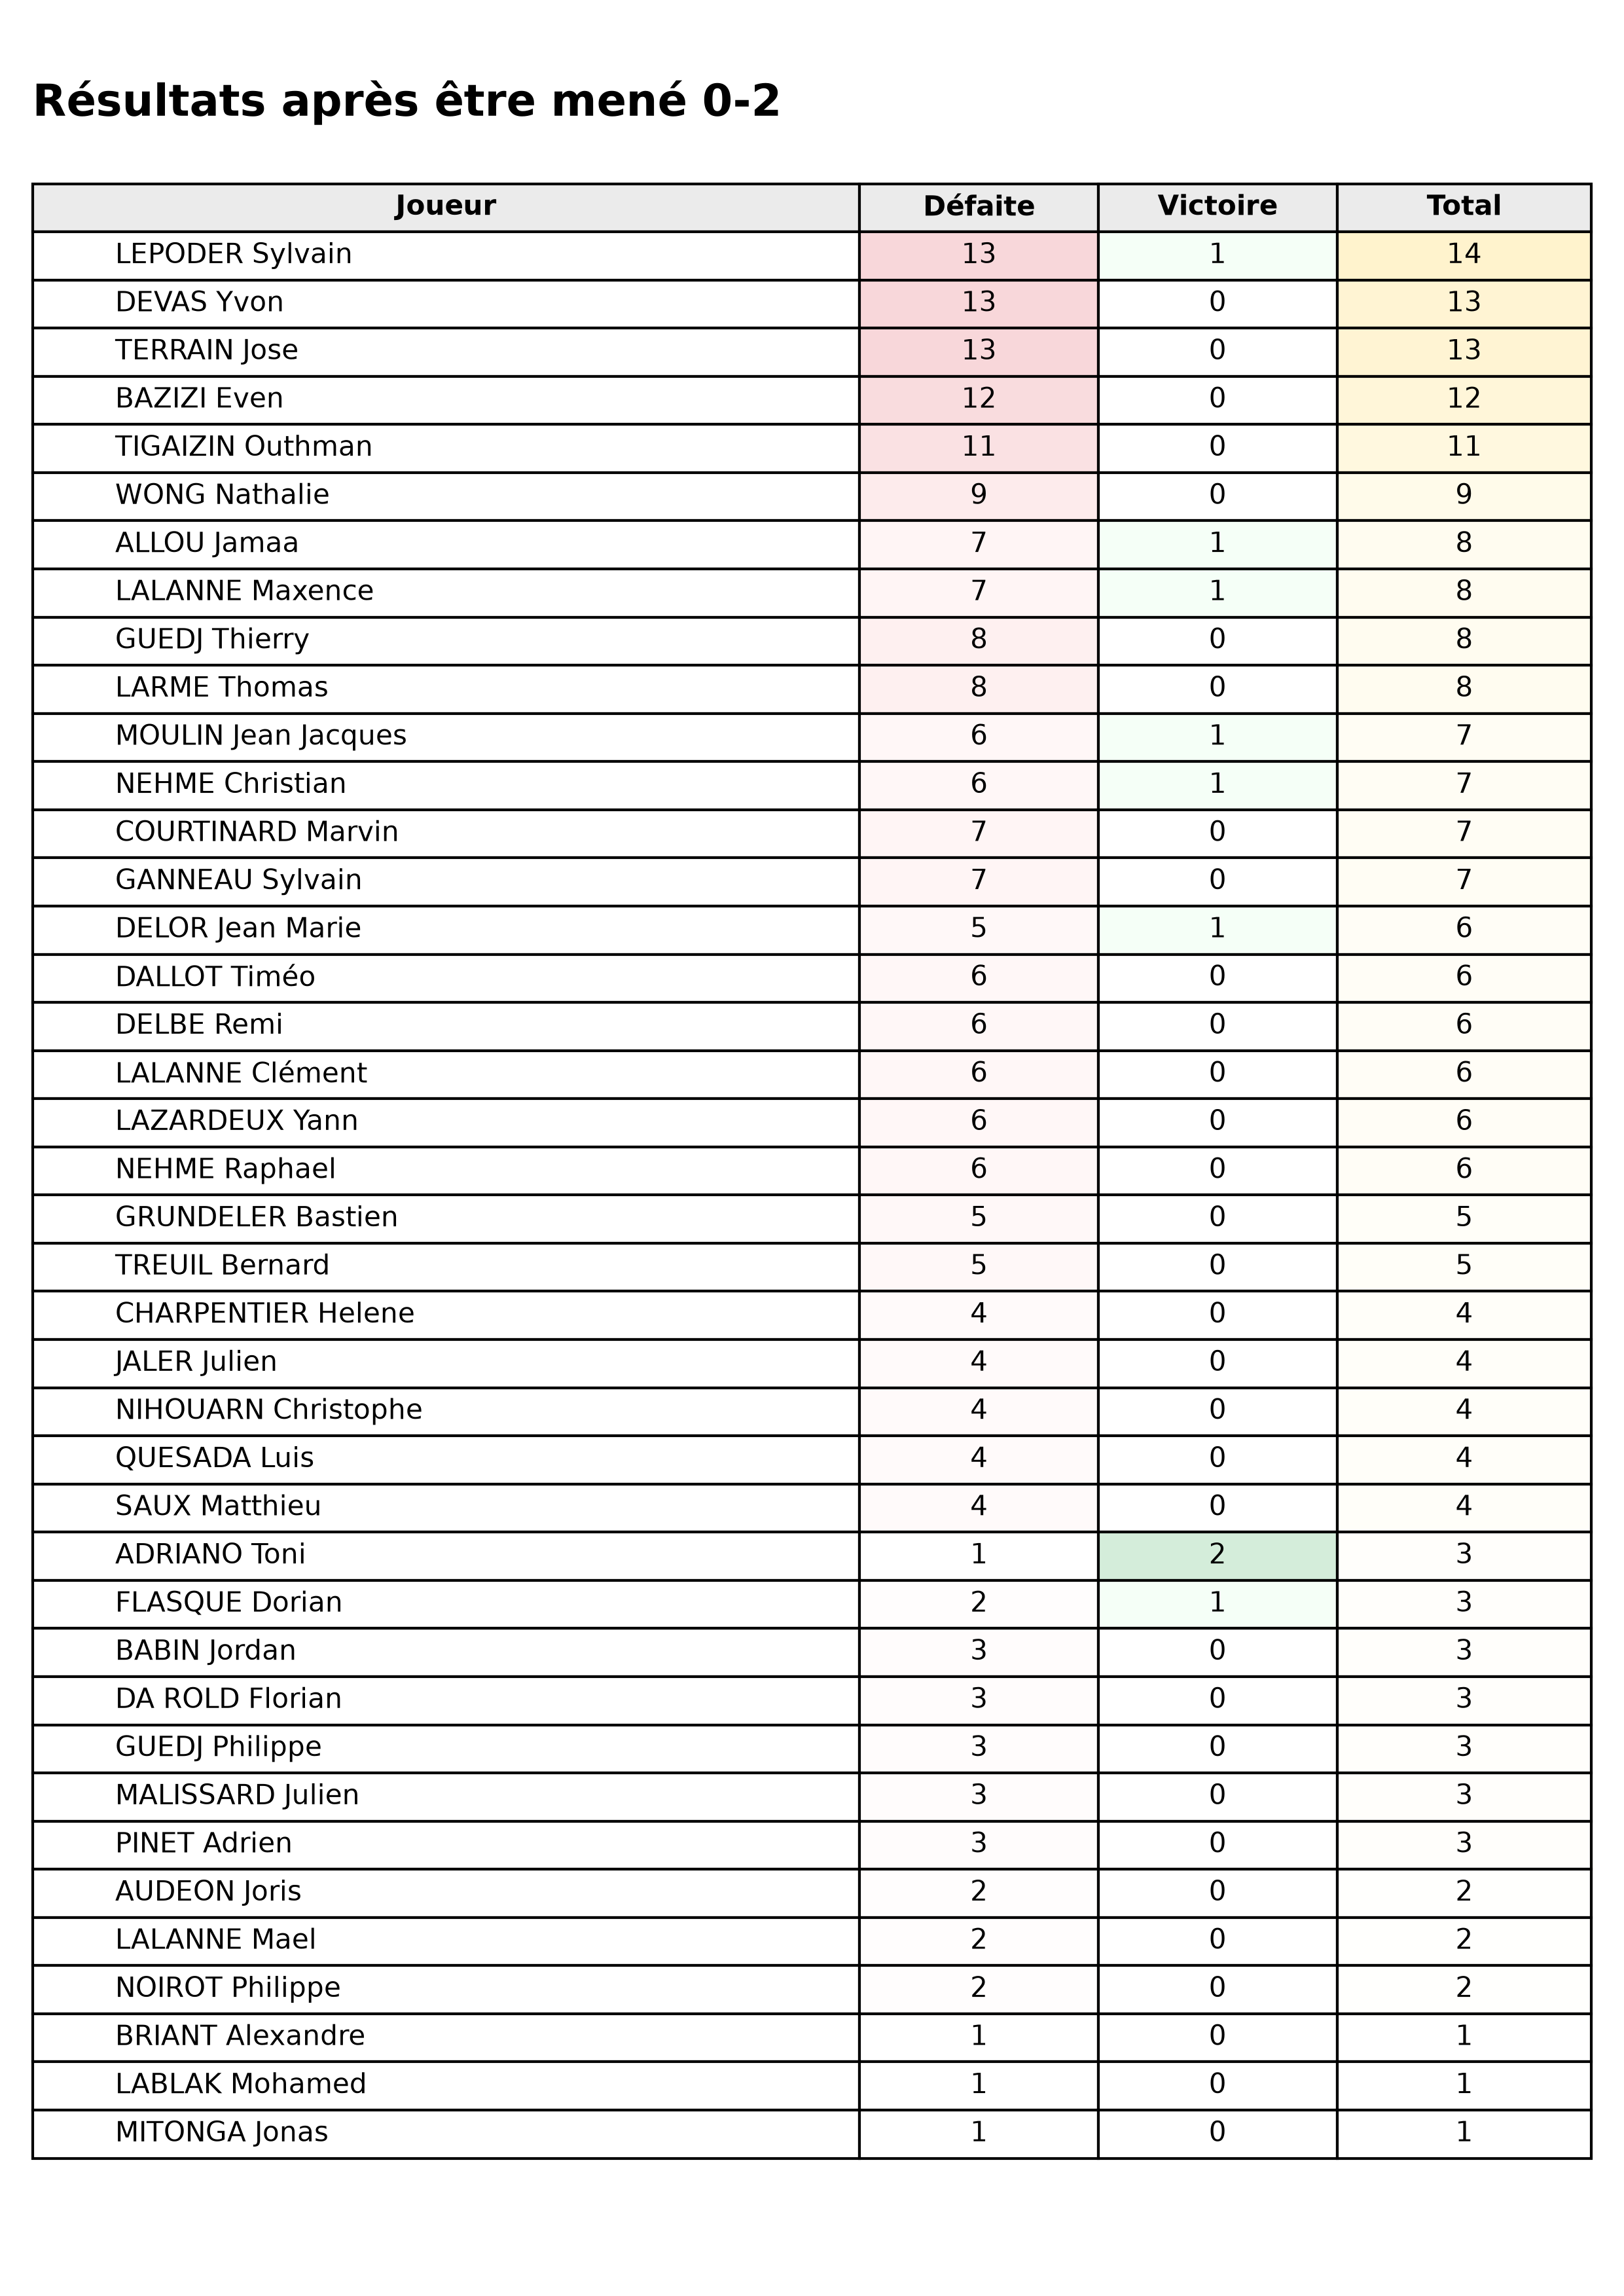 Résultats après être mené 0-2
Joueur Défaite Victoire Total
LEPODER Sylvain 13 1 14
DEVAS Yvon 13 0 13
TERRAIN Jose 13 0 13
BAZIZI Even 12 0 12
TIGAIZIN Outhman 11 0 11
WONG Nathalie 9 0 9
ALLOU Jamaa 7 1 8
LALANNE Maxence 7 1 8
GUEDJ Thierry 8 0 8
LARME Thomas 8 0 8
MOULIN Jean Jacques 6 1 7
NEHME Christian 6 1 7
COURTINARD Marvin 7 0 7
GANNEAU Sylvain 7 0 7
DELOR Jean Marie 5 1 6
DALLOT Timéo 6 0 6
DELBE Remi 6 0 6
LALANNE Clément 6 0 6
LAZARDEUX Yann 6 0 6
NEHME Raphael 6 0 6
GRUNDELER Bastien 5 0 5
TREUIL Bernard 5 0 5
CHARPENTIER Helene 4 0 4
JALER Julien 4 0 4
NIHOUARN Christophe 4 0 4
QUESADA Luis 4 0 4
SAUX Matthieu 4 0 4
ADRIANO Toni 1 2 3
FLASQUE Dorian 2 1 3
BABIN Jordan 3 0 3
DA ROLD Florian 3 0 3
GUEDJ Philippe 3 0 3
MALISSARD Julien 3 0 3
PINET Adrien 3 0 3
AUDEON Joris 2 0 2
LALANNE Mael 2 0 2
NOIROT Philippe 2 0 2
BRIANT Alexandre 1 0 1
LABLAK Mohamed 1 0 1
MITONGA Jonas 1 0 1